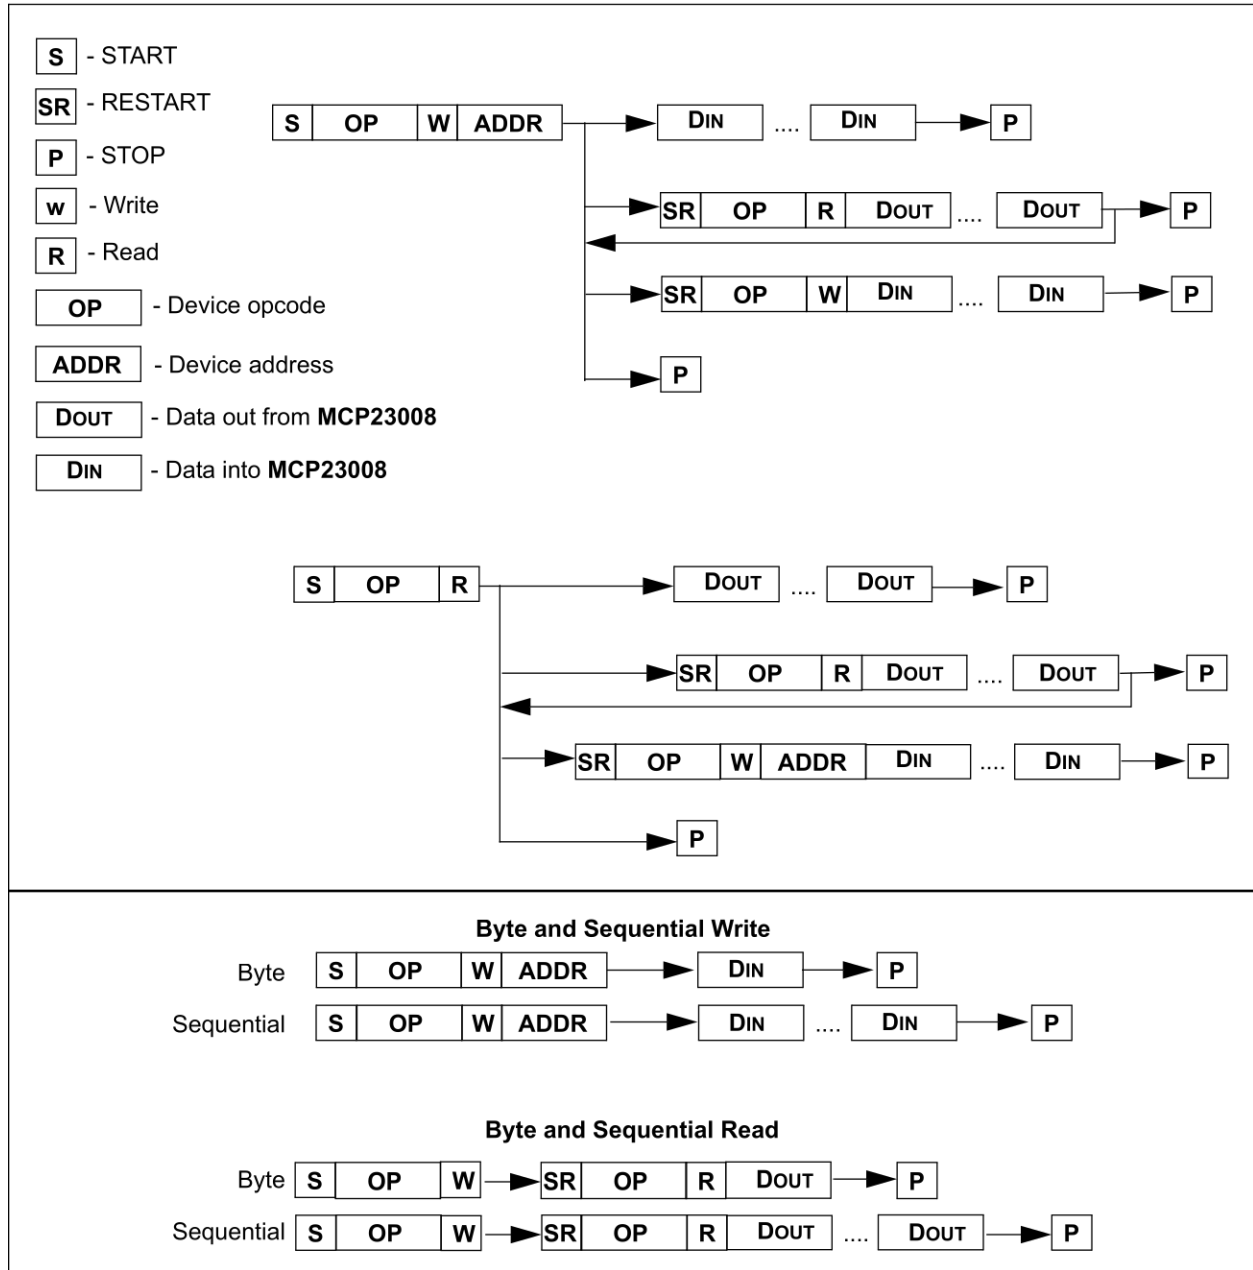 S - START
SR - RESTART
P - STOP
w - Write
R - Read
OP - Device opcode
ADDR - Device address
DOUT - Data out from MCP23008
DIN - Data into MCP23008
S OP W ADDR DIN .... DIN P
SR OP R DOUT .... DOUT P
SR OP W DIN .... DIN P
P
S OP R DOUT .... DOUT P
SR OP R DOUT .... DOUT P
SR OP W ADDR DIN .... DIN P
P
Byte and Sequential Write
Byte S OP W ADDR DIN P
Sequential S OP W ADDR DIN .... DIN P
Byte and Sequential Read
Byte S OP W SR OP R DOUT P
Sequential S OP W SR OP R DOUT .... DOUT P